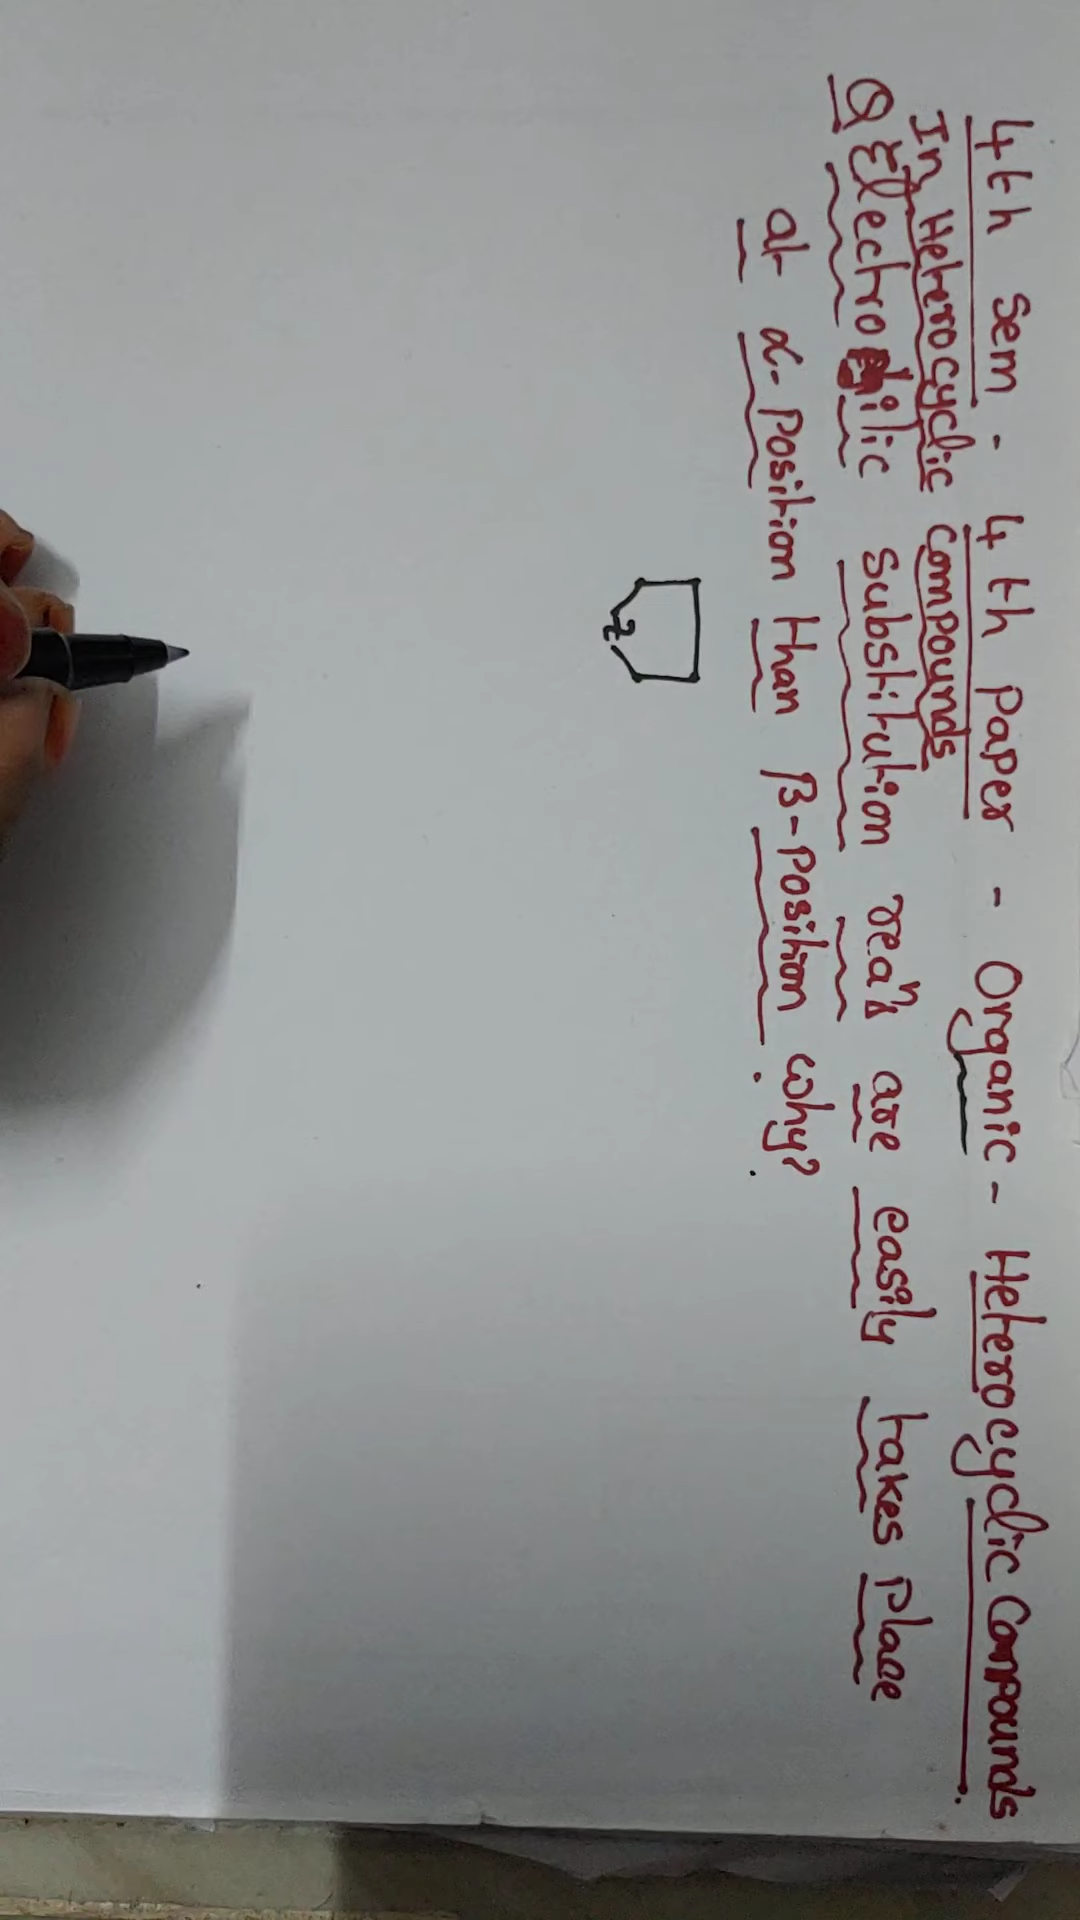 4th sem - 4th paper - Organic - Heterocyclic Compounds.
In Heterocyclic Compounds
Q Electrophilic substitution rea'ns are easily takes place
at α-position than β-position why?
N